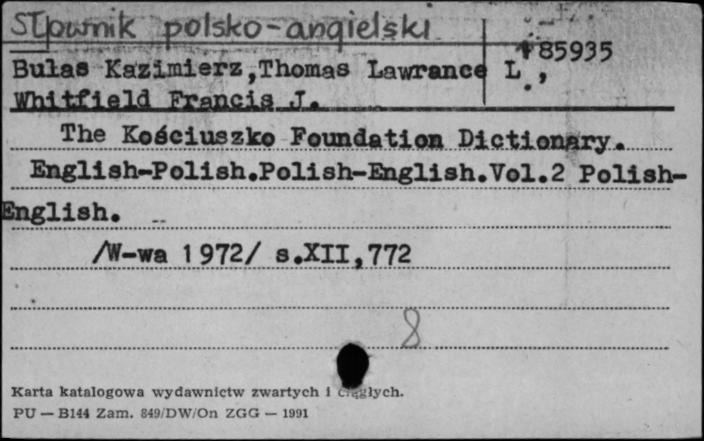 Słownik polsko-angielski
185935
Bulas Kazimierz,Thomas Lawrance L.,
Whitfield Francis J.
The Kościuszko Foundation Dictionary.
English-Polish.Polish-English.Vol.2 Polish-
English.
/W-wa 1972/ s.XII,772
8
Karta katalogowa wydawnictw zwartych i ciągłych.
PU — B144 Zam. 849/DW/On ZGG — 1991